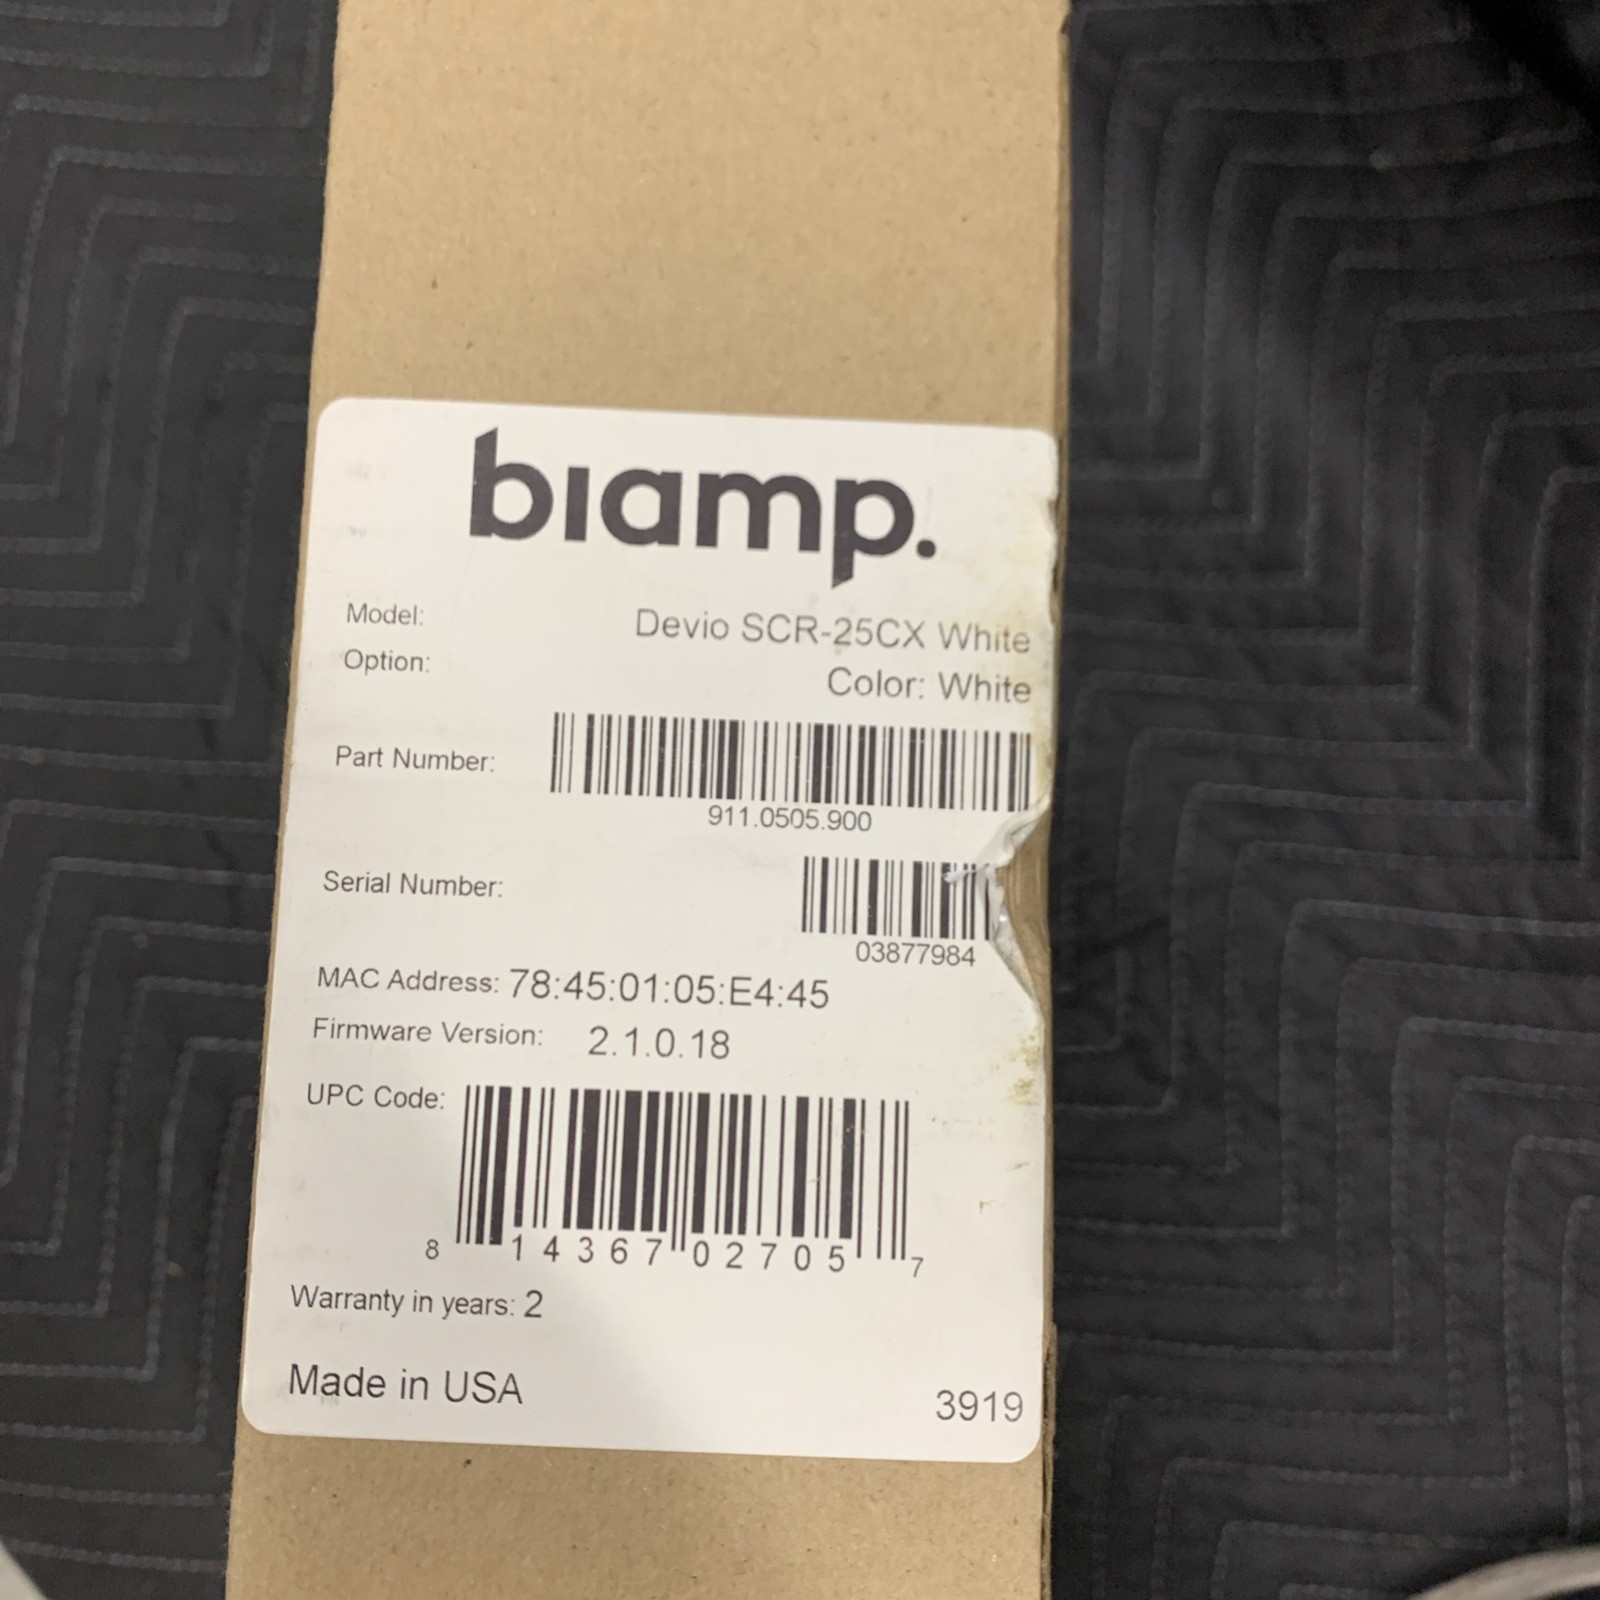 biamp.
Model: Devio SCR-25CX White
Option: Color: White
Part Number:
911.0505.900
Serial Number:
03877984
MAC Address: 78:45:01:05:E4:45
Firmware Version: 2.1.0.18
UPC Code:
8 14367 02705 7
Warranty in years: 2
Made in USA 3919